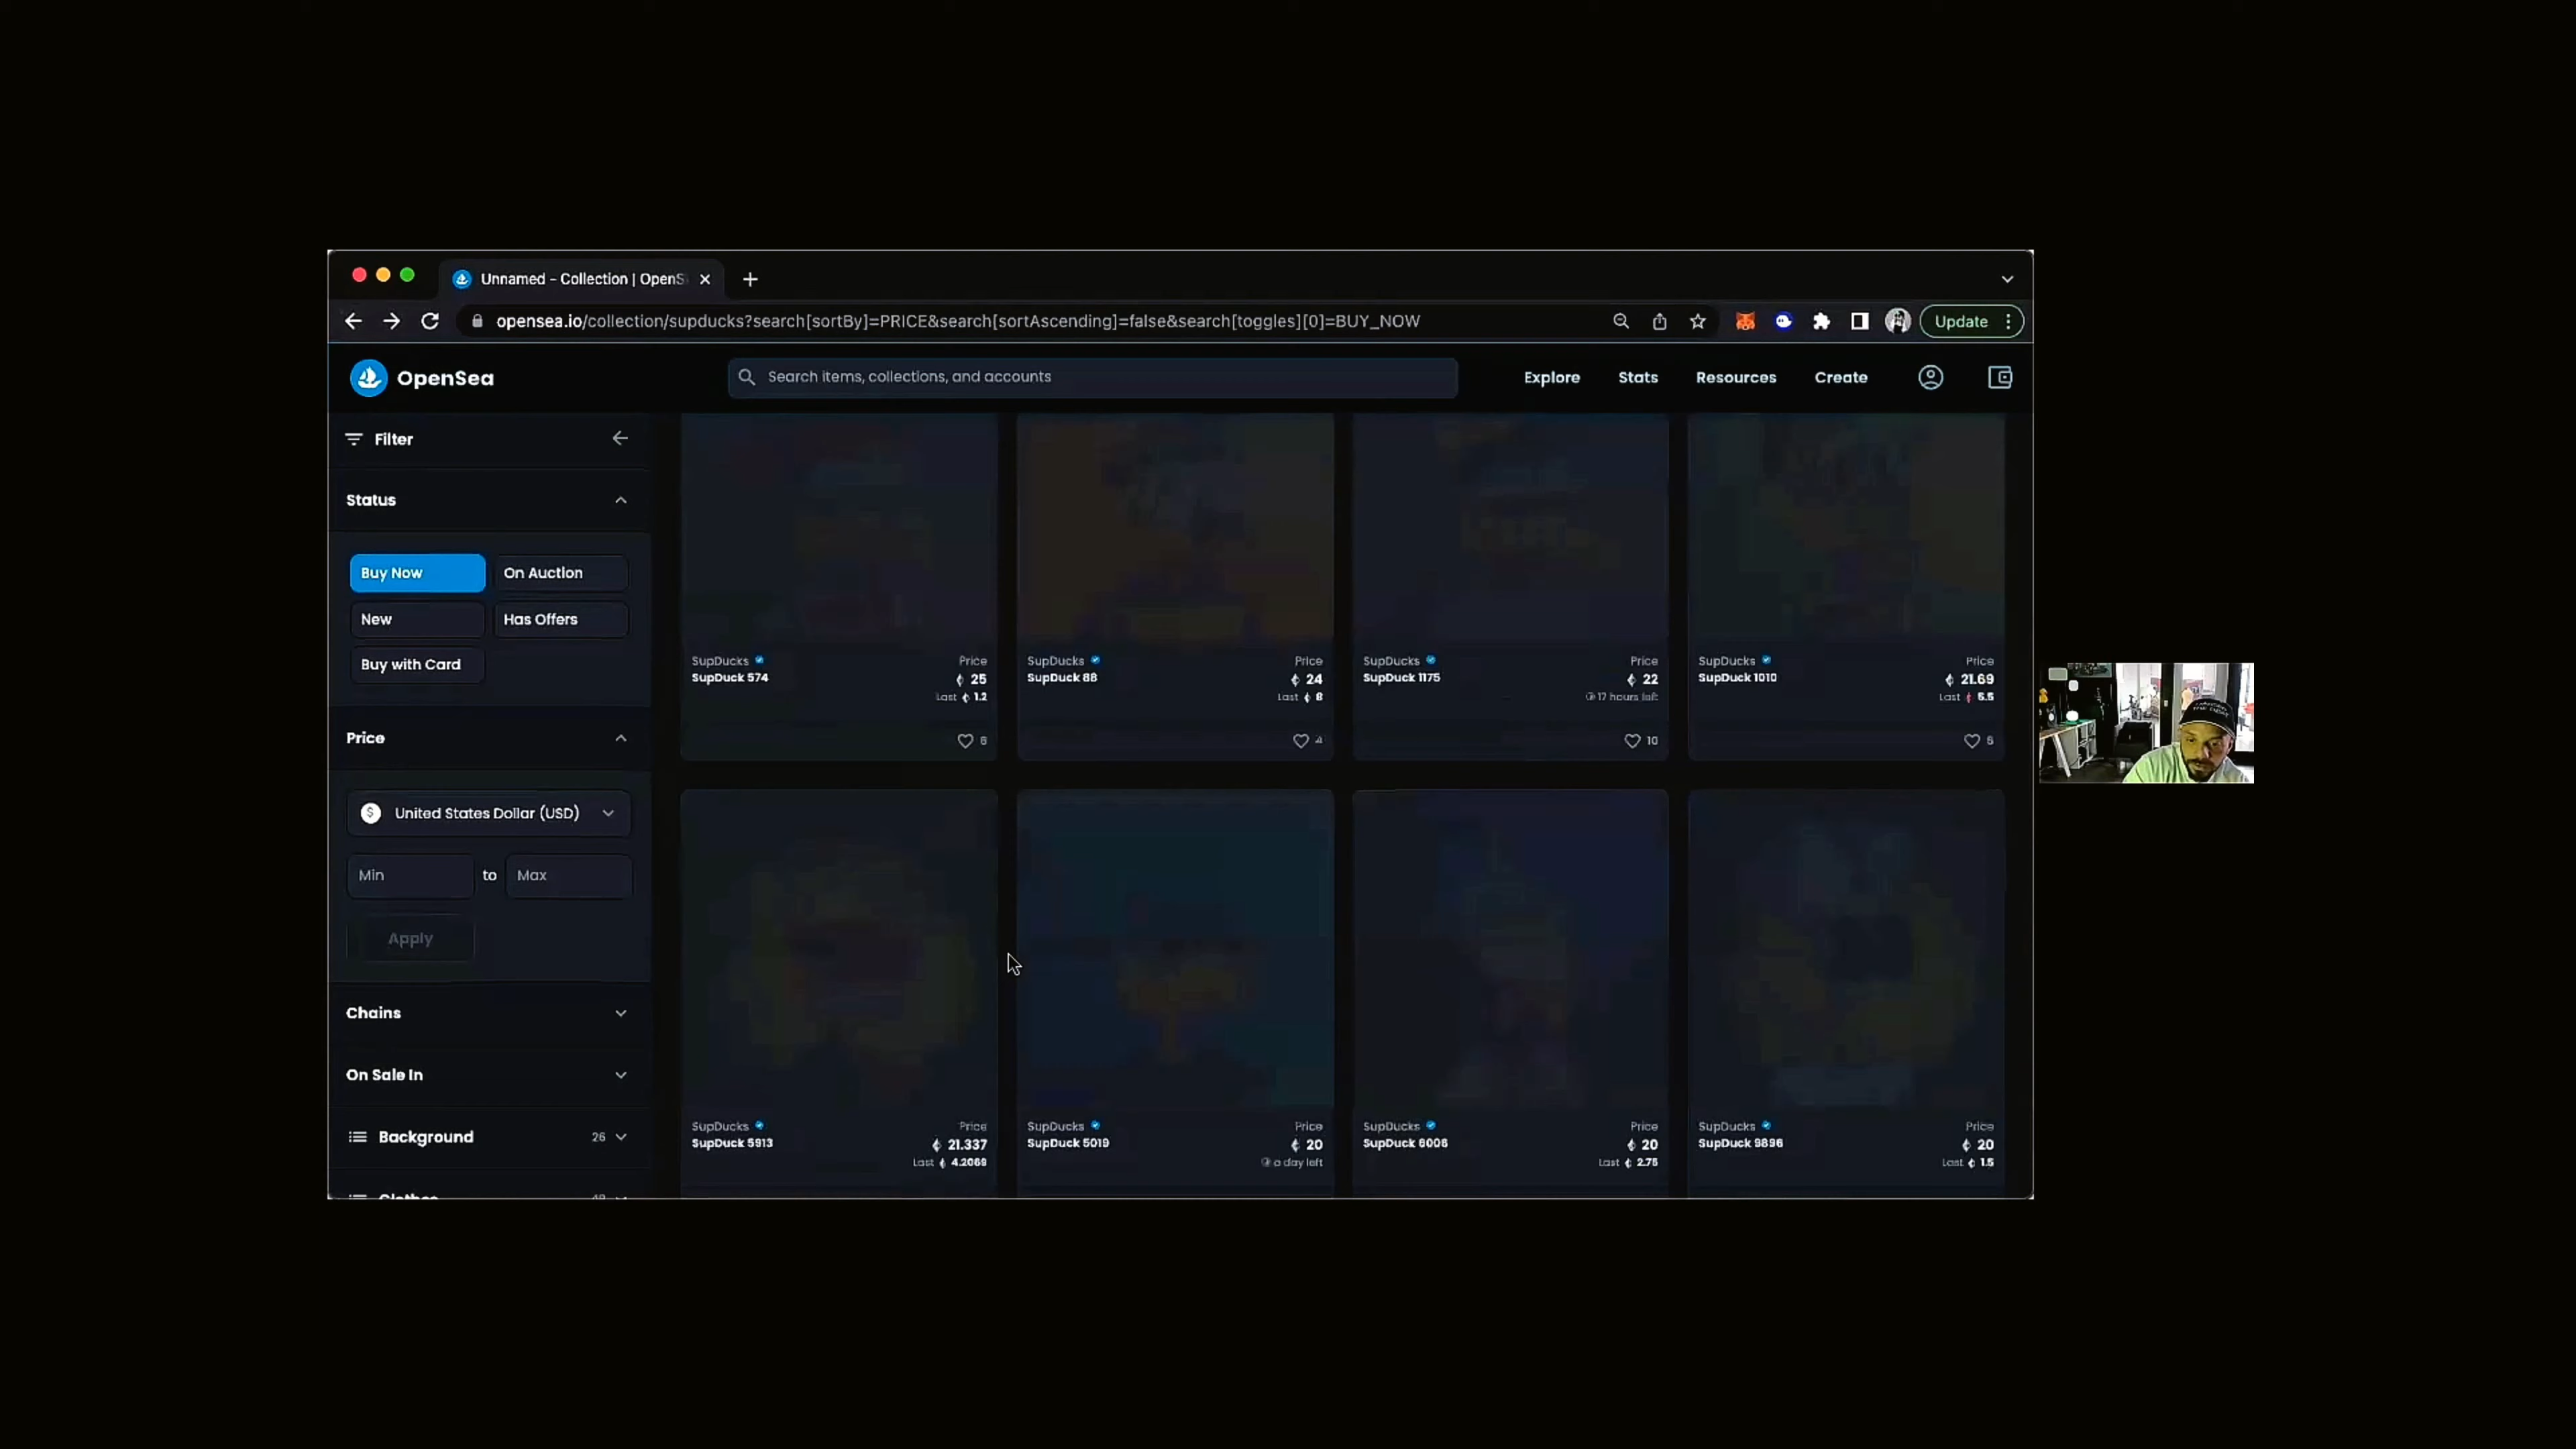 Unnamed - Collection | OpenS
opensea.io/collection/supducks?search[sortBy]=PRICE&search[sortAscending]=false&search[toggles][0]=BUY_NOW
Update
OpenSea
Search items, collections, and accounts
Explore
Stats
Resources
Create
Filter
Status
Buy Now
On Auction
New
Has Offers
Buy with Card
Price
United States Dollar (USD)
Min to Max
Apply
Chains
On Sale In
Background 26
Clothes
SupDucks Price
SupDuck 574 25
Last 1.2
6
SupDucks Price
SupDuck 88 24
Last 8
4
SupDucks Price
SupDuck 1175 22
17 hours left
10
SupDucks Price
SupDuck 1010 21.69
Last 5.5
6
SupDucks Price
SupDuck 5913 21.337
Last 4.2069
SupDucks Price
SupDuck 5019 20
a day left
SupDucks Price
SupDuck 6006 20
Last 2.75
SupDucks Price
SupDuck 9896 20
Last 1.5